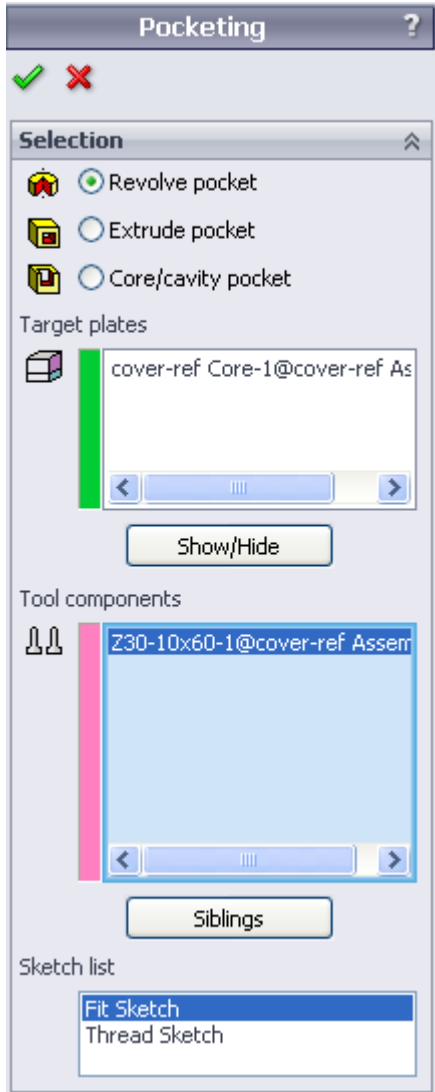 Pocketing ?
Selection
Revolve pocket
Extrude pocket
Core/cavity pocket
Target plates
cover-ref Core-1@cover-ref As
Show/Hide
Tool components
Z30-10x60-1@cover-ref Assem
Siblings
Sketch list
Fit Sketch
Thread Sketch